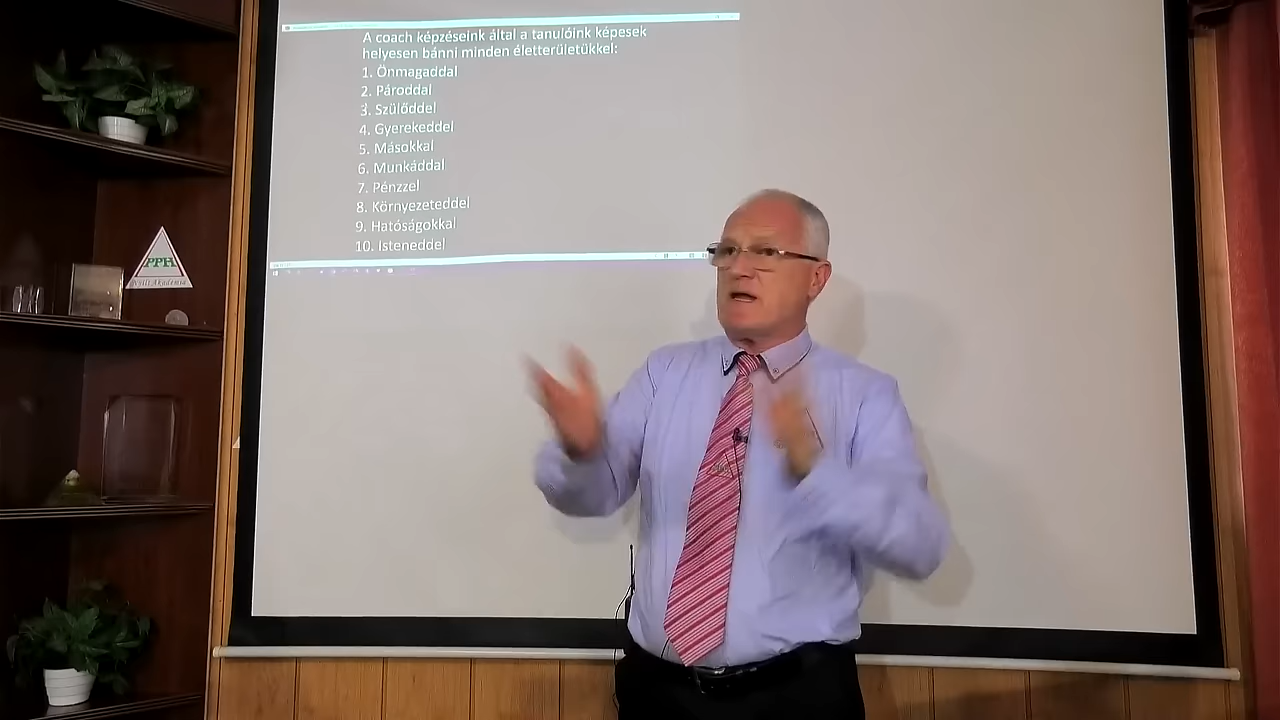 A coach képzéseink által a tanulóink képesek
helyesen bánni minden életterületükkel:
1. Önmagaddal
2. Pároddal
3. Szülőddel
4. Gyerekeddel
5. Másokkal
6. Munkáddal
7. Pénzzel
8. Környezeteddel
9. Hatóságokkal
10. Isteneddel
PPH
Akadémia